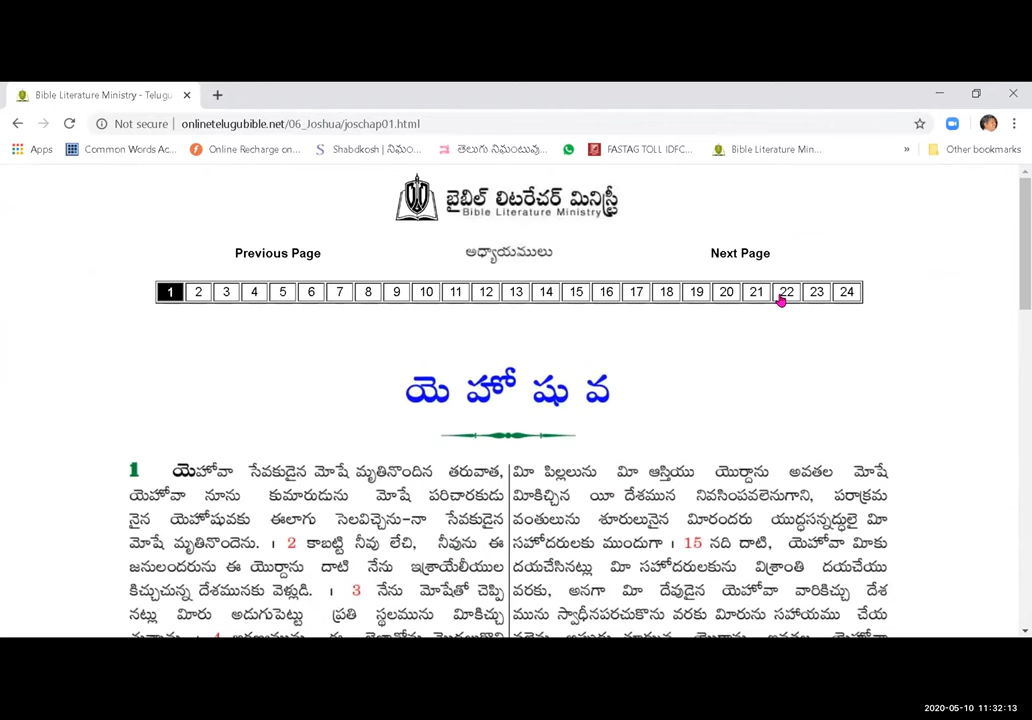 Bible Literature Ministry - Telugu
Not secure | onlinetelugubible.net/06_Joshua/joschap01.html
Apps Common Words Ac... Online Recharge on... Shabdkosh | నిఘం... తెలుగు నిఘంటువు... FASTAG TOLL IDFC... Bible Literature Min... » Other bookmarks
బైబిల్ లిటరేచర్ మినిస్ట్రీ
Bible Literature Ministry
Previous Page అధ్యాయములు Next Page
1 2 3 4 5 6 7 8 9 10 11 12 13 14 15 16 17 18 19 20 21 22 23 24
యెహోషువ
1 యెహోవా సేవకుడైన మోషే మృతినొందిన తరువాత,
యెహోవా నూను కుమారుడును మోషే పరిచారకుడు
నైన యెహోషువకు ఈలాగు సెలవిచ్చెను–నా సేవకుడైన
మోషే మృతినొందెను. । 2 కాబట్టి నీవు లేచి, నీవును ఈ
జనులందరును ఈ యొర్దాను దాటి నేను ఇశ్రాయేలీయుల
కిచ్చుచున్న దేశమునకు వెళ్లుడి. । 3 నేను మోషేతో చెప్పి
నట్లు మీరు అడుగుపెట్టు ప్రతి స్థలమును మీకిచ్చు
మీ పిల్లలును మీ ఆస్తియు యొర్దాను అవతల మోషే
మీకిచ్చిన యీ దేశమున నివసింపవలెనుగాని, పరాక్రమ
వంతులును శూరులునైన మీరందరు యుద్ధసన్నద్ధులై మీ
సహోదరులకు ముందుగా । 15 నది దాటి, యెహోవా మీకు
దయచేసినట్లు మీ సహోదరులకును విశ్రాంతి దయచేయు
వరకు, అనగా మీ దేవుడైన యెహోవా వారికిచ్చు దేశ
మును స్వాధీనపరచుకొను వరకు మీరును సహాయము చేయ
2020-05-10 11:32:13